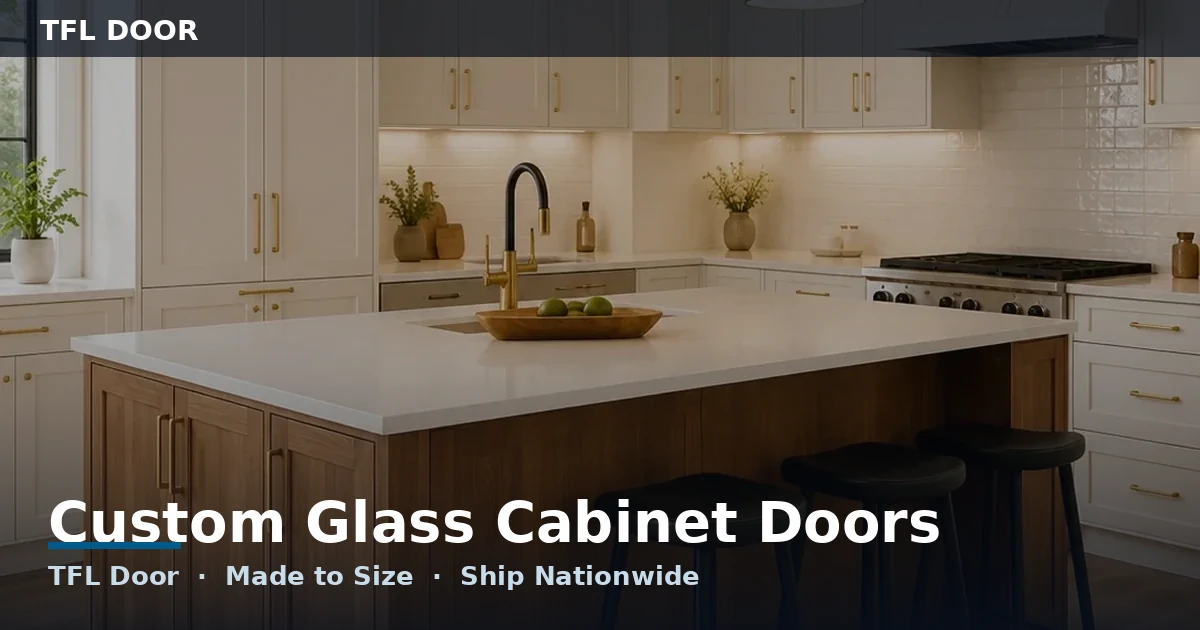 TFL DOOR
Custom Glass Cabinet Doors
TFL Door · Made to Size · Ship Nationwide